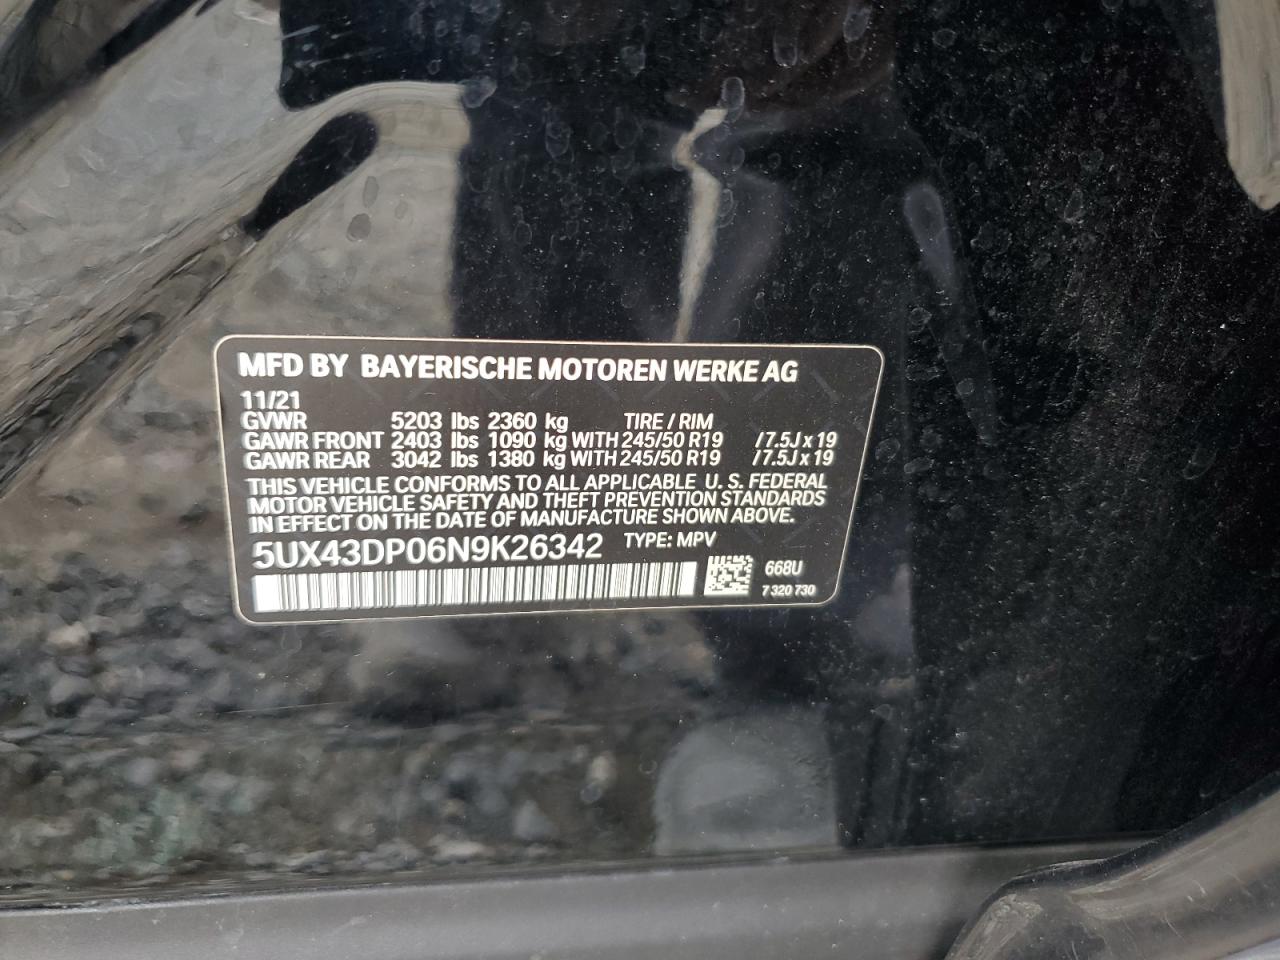 MFD BY BAYERISCHE MOTOREN WERKE AG
11/21
GVWR 5203 lbs 2360 kg TIRE / RIM
GAWR FRONT 2403 lbs 1090 kg WITH 245/50 R19 / 7.5J x 19
GAWR REAR 3042 lbs 1380 kg WITH 245/50 R19 / 7.5J x 19
THIS VEHICLE CONFORMS TO ALL APPLICABLE U. S. FEDERAL
MOTOR VEHICLE SAFETY AND THEFT PREVENTION STANDARDS
IN EFFECT ON THE DATE OF MANUFACTURE SHOWN ABOVE.
5UX43DP06N9K26342 TYPE: MPV
668U
7 320 730